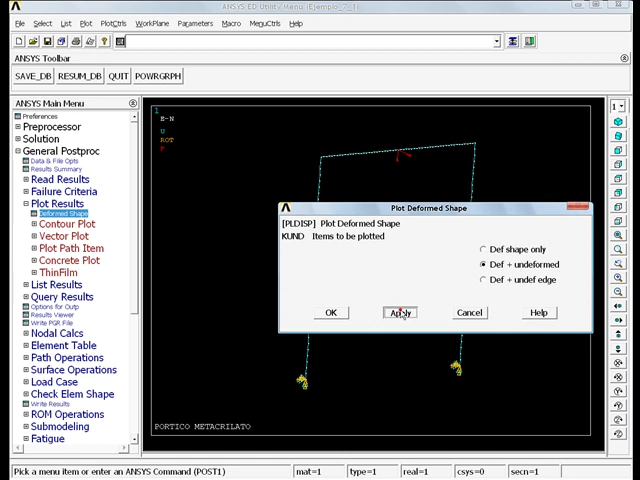 ANSYS ED Utility Menu (Ejemplo_7_1)
File Select List Plot PlotCtrls WorkPlane Parameters Macro MenuCtrls Help
ANSYS Toolbar
SAVE_DB RESUM_DB QUIT POWRGRPH
ANSYS Main Menu
Preferences
Preprocessor
Solution
General Postproc
Data & File Opts
Results Summary
Read Results
Failure Criteria
Plot Results
Deformed Shape
Contour Plot
Vector Plot
Plot Path Item
Concrete Plot
ThinFilm
List Results
Query Results
Options for Outp
Results Viewer
Write PGR File
Nodal Calcs
Element Table
Path Operations
Surface Operations
Load Case
Check Elem Shape
Write Results
ROM Operations
Submodeling
Fatigue
1
E-N
U
ROT
F
PORTICO METACRILATO
1
Plot Deformed Shape
[PLDISP] Plot Deformed Shape
KUND Items to be plotted
Def shape only
Def + undeformed
Def + undef edge
OK Apply Cancel Help
Pick a menu item or enter an ANSYS Command (POST1) mat=1 type=1 real=1 csys=0 secn=1